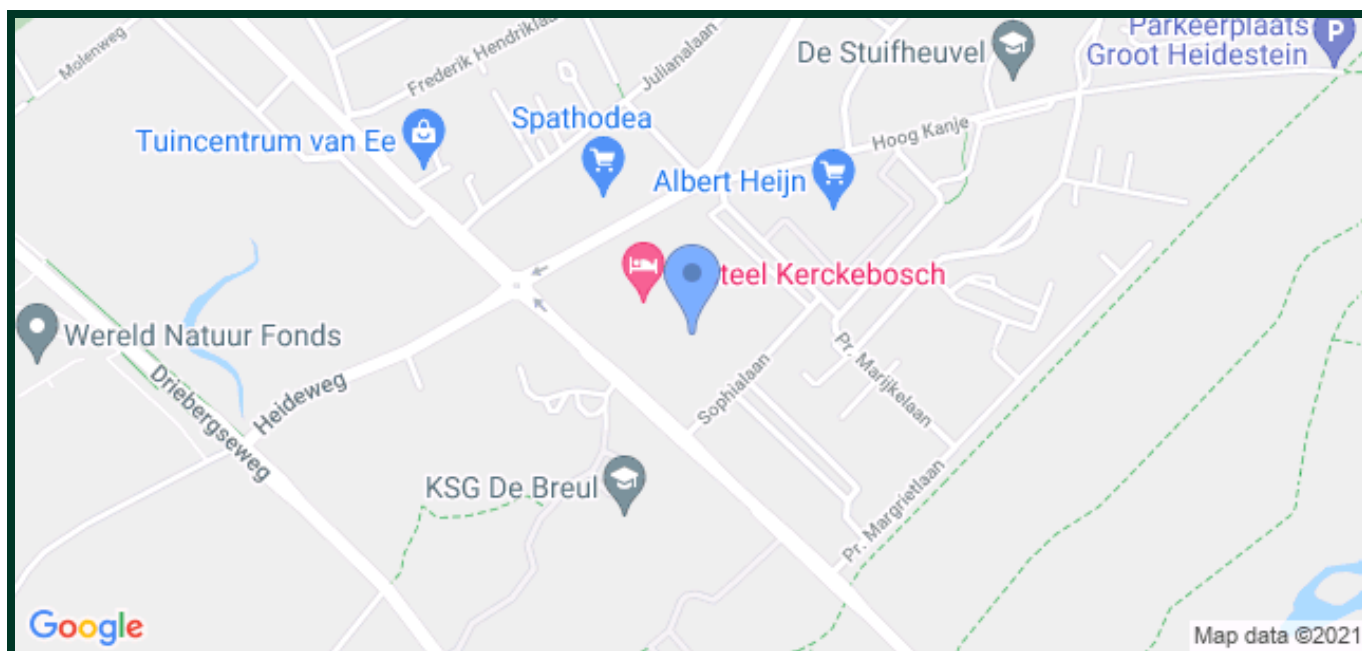 Molenweg
Frederik Hendriklaan
Julianalaan
De Stuifheuvel
Parkeerplaats
Groot Heidestein
P
Tuincentrum van Ee
Spathodea
Hoog Kanje
Albert Heijn
teel Kerckebosch
Wereld Natuur Fonds
Driebergseweg
Heideweg
Sophialaan
Pr. Marijkelaan
KSG De Breul
Pr. Margrietlaan
Google
Map data ©2021